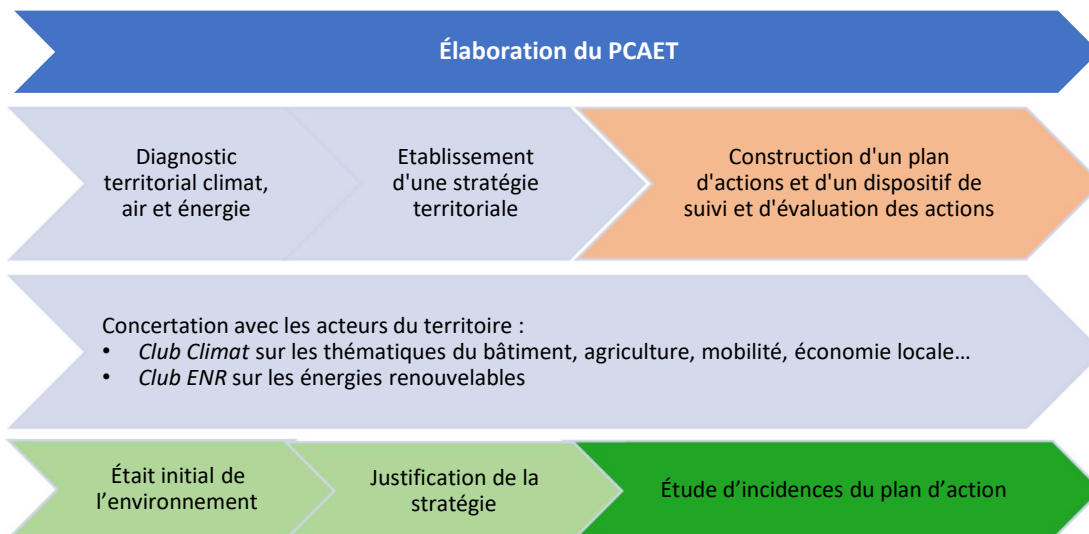 Élaboration du PCAET
Diagnostic
territorial climat,
air et énergie
Etablissement
d'une stratégie
territoriale
Construction d'un plan
d'actions et d'un dispositif de
suivi et d'évaluation des actions
Concertation avec les acteurs du territoire :
• Club Climat sur les thématiques du bâtiment, agriculture, mobilité, économie locale…
• Club ENR sur les énergies renouvelables
Était initial de
l’environnement
Justification de la
stratégie
Étude d’incidences du plan d’action